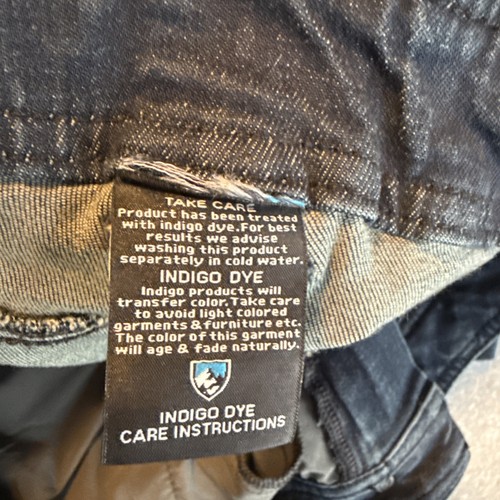 TAKE CARE
Product has been treated
with indigo dye.For best
results we advise
washing this product
separately in cold water.
INDIGO DYE
Indigo products will
transfer color.Take care
to avoid light colored
garments & furniture etc.
The color of this garment
will age & fade naturally.
INDIGO DYE
CARE INSTRUCTIONS